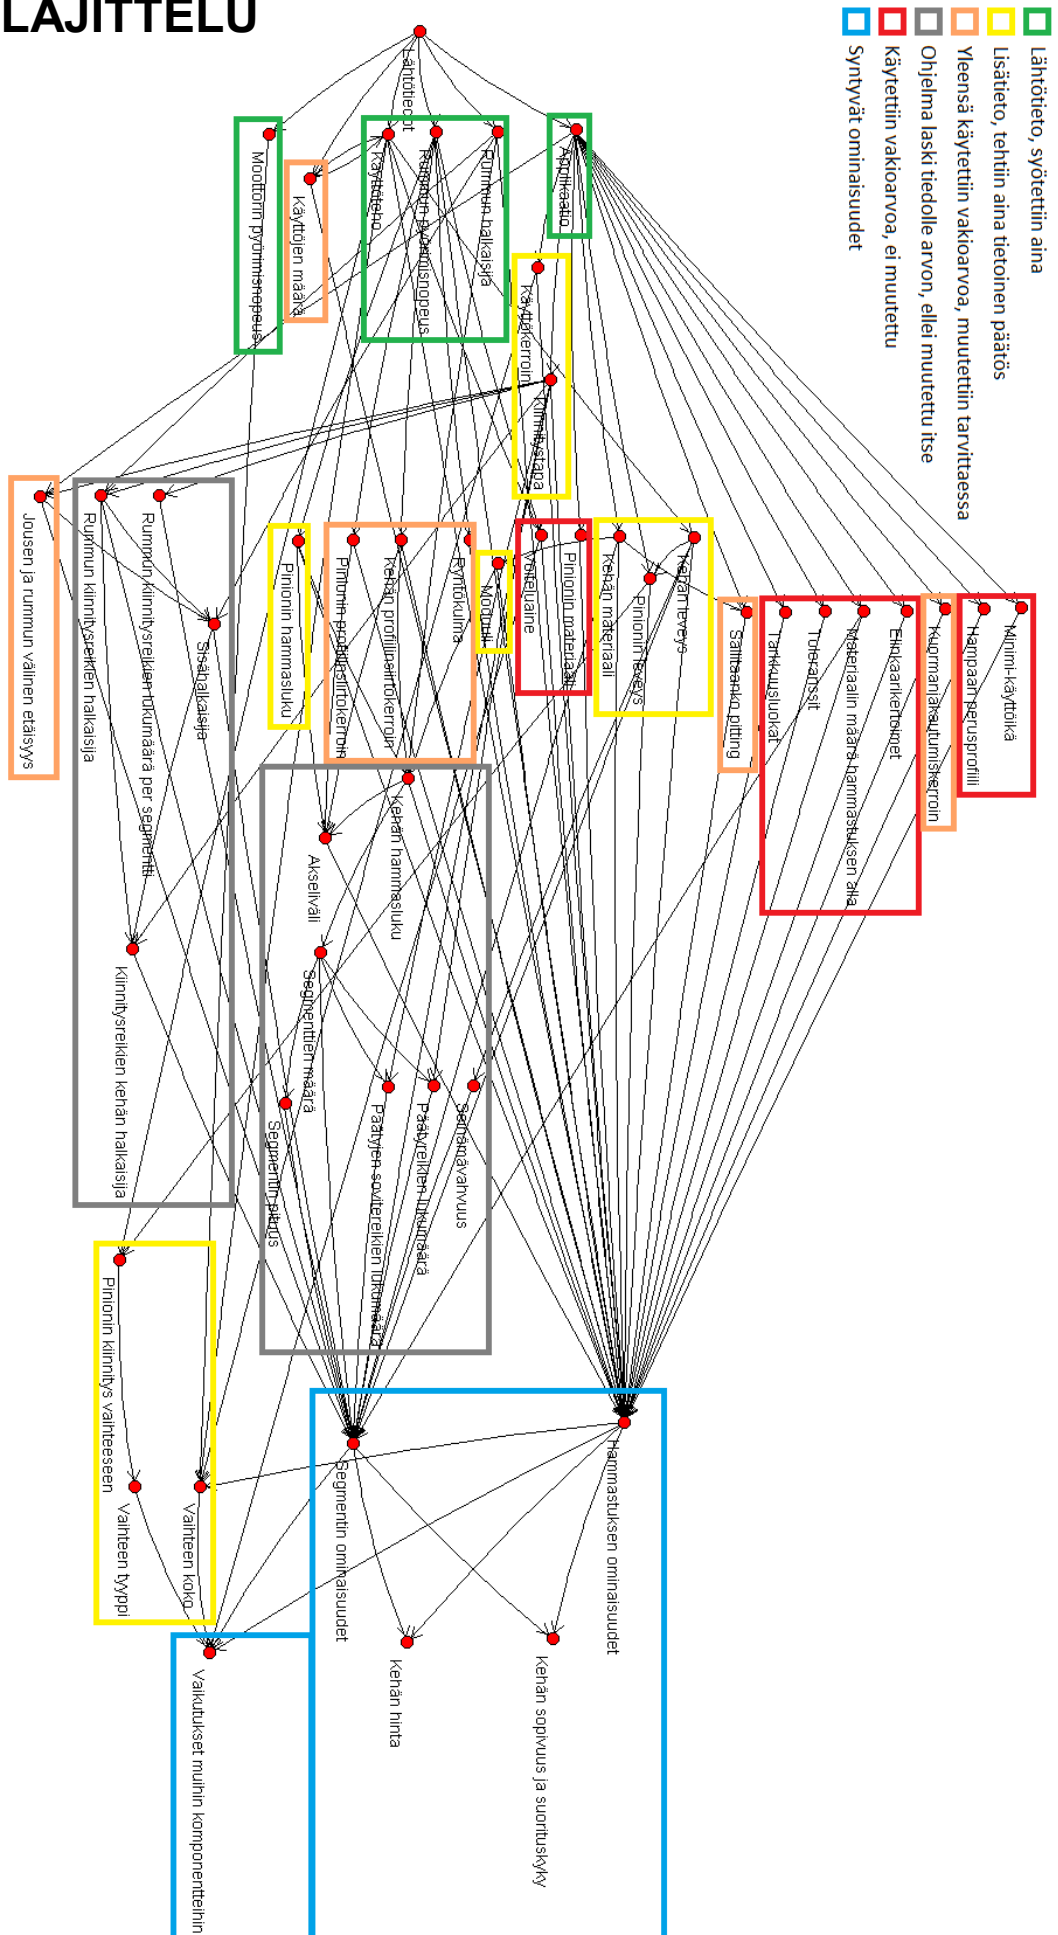 LAJITTELU
Lähtötieto, syötettiin aina
Lisätieto, tehtiin aina tietoinen päätös
Yleensä käytettiin vakioarvoa, muutettiin tarvittaessa
Ohjelma laski tiedolle arvon, ellei muutettu itse
Käytettiin vakioarvoa, ei muutettu
Syntyvät ominaisuudet
Lähtötiedot
Applikaatio
Rummun halkaisija
Rummun pyörimisnopeus
Käyttöteho
Käyttöjen määrä
Moottorin pyörimisnopeus
Käyttökerroin
Kiinnitystapa
Minimi-käyttöikä
Hampaan perusprofiili
Kuormanjakautumiskerroin
Elinkaarikertoimet
Materiaalin määrä hammastuksen alla
Toleranssit
Tarkkuusluokat
Sallitaanko pitting
Kehän leveys
Pinionin leveys
Kehän materiaali
Pinionin materiaali
Voiteluaine
Moduuli
Ryntökulma
Kehän profiilinsiirtokerroin
Pinionin profiilinsiirtokerroin
Pinionin hammasluku
Sisähalkaisija
Rummun kiinnitysreikien lukumäärä per segmentti
Rummun kiinnitysreikien halkaisija
Jousen ja rummun välinen etäisyys
Kehän hammasluku
Akseliväli
Segmenttien määrä
Kiinnitysreikien kehän halkaisija
Seinämävahvuus
Päätyreikien lukumäärä
Päätyjen sovitereikien lukumäärä
Segmentin pituus
Pinionin kiinnitys vaihteeseen
Hammastuksen ominaisuudet
Segmentin ominaisuudet
Vaihteen koko
Vaihteen tyyppi
Kehän sopivuus ja suorituskyky
Kehän hinta
Vaikutukset muihin komponentteihin